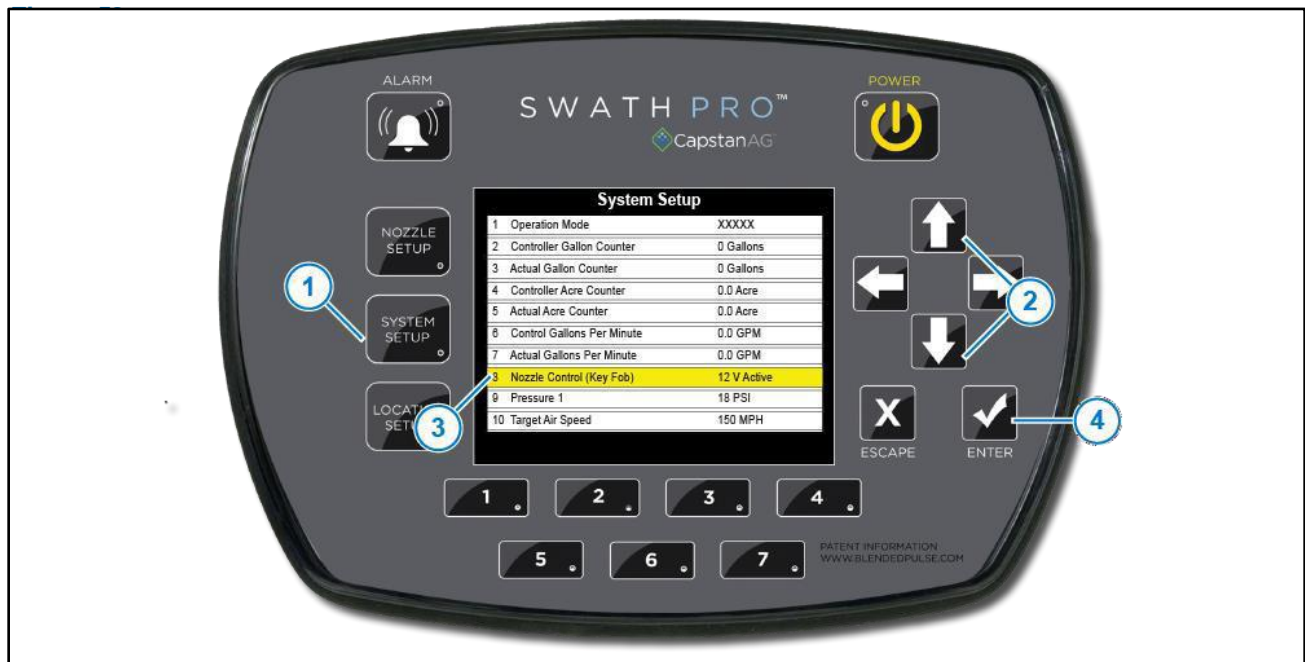 ALARM
POWER
SWATH PRO™
CapstanAG
NOZZLE
SETUP
SYSTEM
SETUP
System Setup
1 Operation Mode XXXXX
2 Controller Gallon Counter 0 Gallons
3 Actual Gallon Counter 0 Gallons
4 Controller Acre Counter 0.0 Acre
5 Actual Acre Counter 0.0 Acre
6 Control Gallons Per Minute 0.0 GPM
7 Actual Gallons Per Minute 0.0 GPM
8 Nozzle Control (Key Fob) 12 V Active
9 Pressure 1 18 PSI
10 Target Air Speed 150 MPH
1
2
3
4
X
ESCAPE
ENTER
1
2
3
4
5
6
7
PATENT INFORMATION
WWW.BLENDEDPULSE.COM